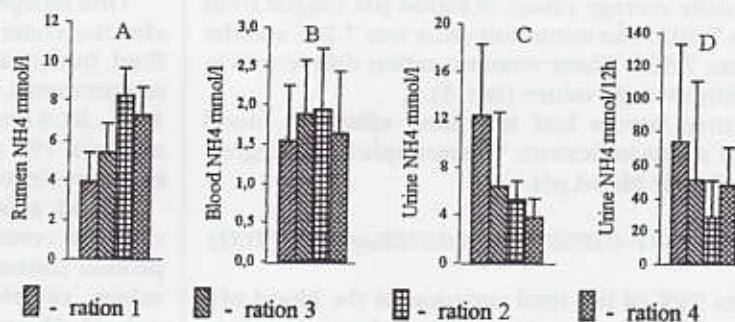 A
Rumen NH4 mmol/l
12
10
8
6
4
2
0
B
Blood NH4 mmol/l
3,0
2,5
2,0
1,5
1,0
0,5
0,0
C
Urine NH4 mmol/l
20
16
12
8
4
0
D
Urine NH4 mmol/12h
140
120
100
80
60
40
20
0
- ration 1
- ration 3
- ration 2
- ration 4